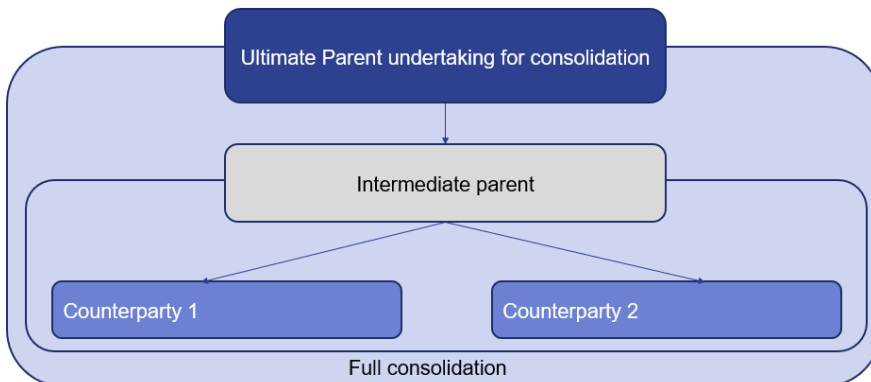 Ultimate Parent undertaking for consolidation
Intermediate parent
Counterparty 1
Counterparty 2
Full consolidation